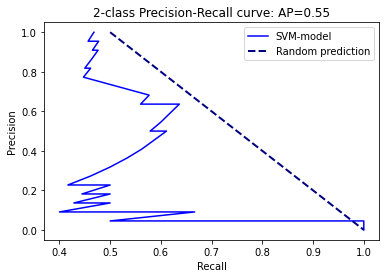 2-class Precision-Recall curve: AP=0.55
SVM-model
Random prediction
Precision
1.0
0.8
0.6
0.4
0.2
0.0
0.4 0.5 0.6 0.7 0.8 0.9 1.0
Recall